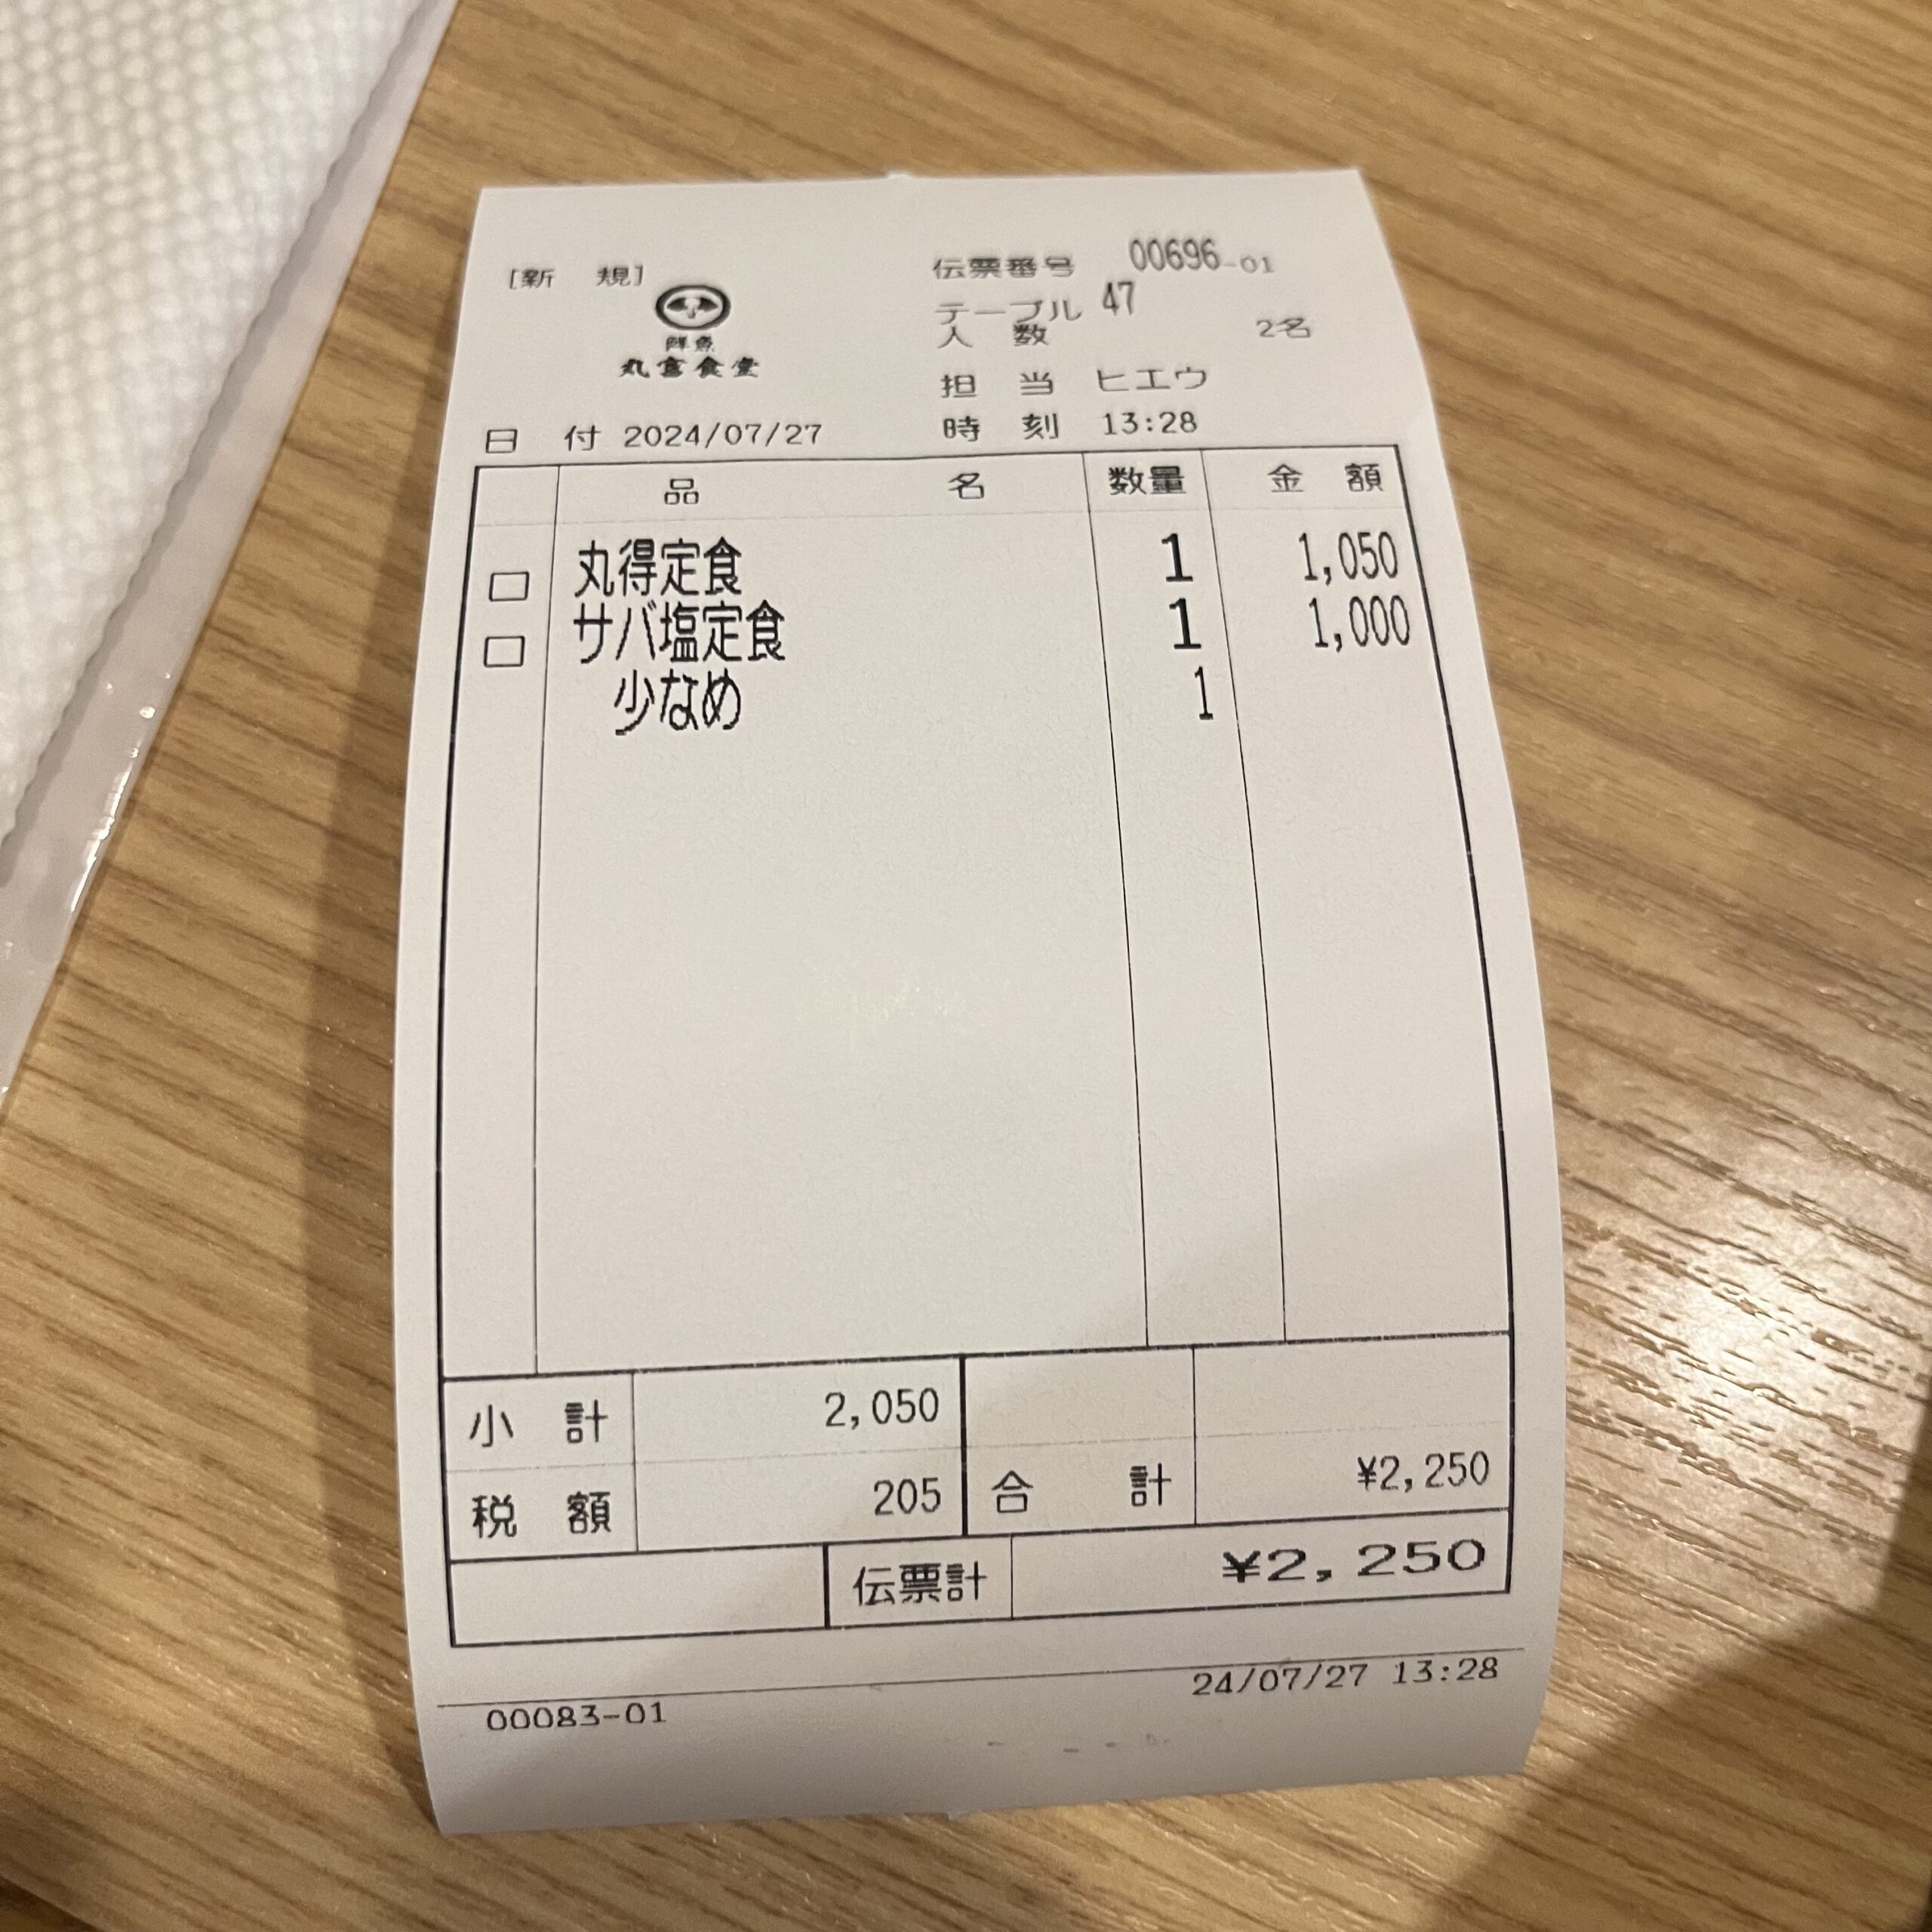 [新 規]
伝票番号 00696-01
テーブル 47
人 数 2名
鮮魚
丸富食堂
担 当 ヒエウ
日 付 2024/07/27
時 刻 13:28
品 名 数量 金 額
□ 丸得定食 1 1,050
□ サバ塩定食 1 1,000
少なめ 1
小 計 2,050
税 額 205 合 計 ¥2,250
伝票計 ¥2,250
24/07/27 13:28
00083-01